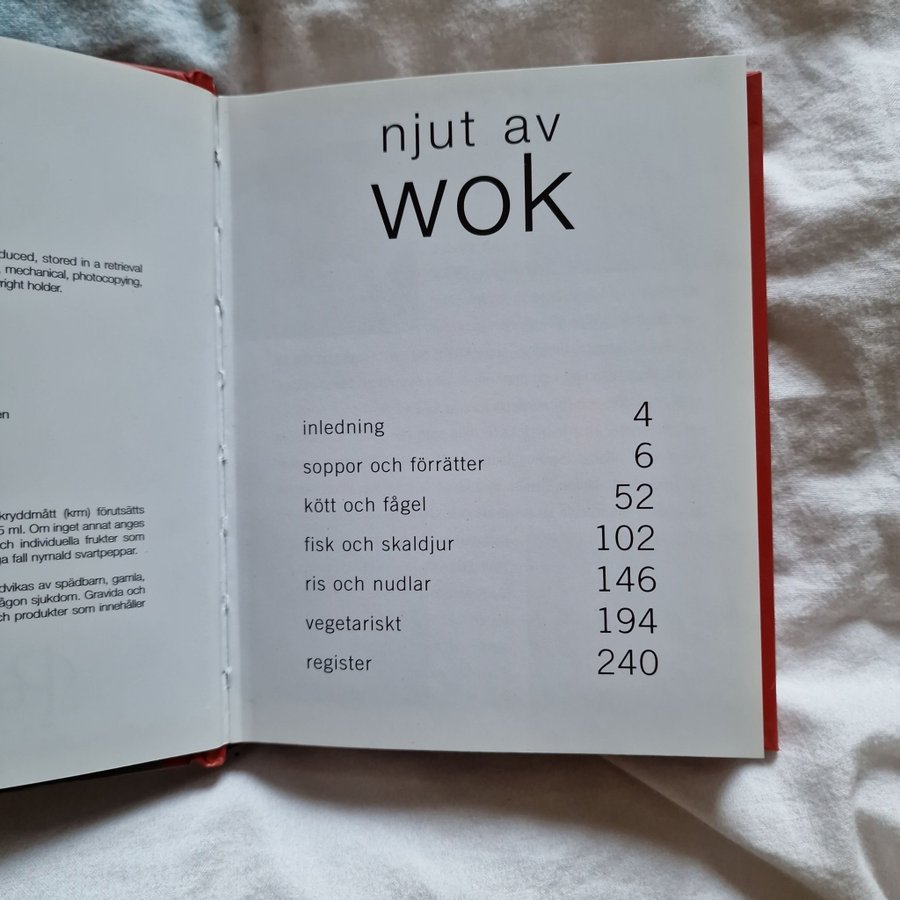 duced, stored in a retrieval
, mechanical, photocopying,
right holder.
en
kryddmått (krm) förutsätts
5 ml. Om inget annat anges
ch individuella frukter som
a fall nymald svartpeppar.
dvikas av spädbarn, gamla,
ågon sjukdom. Gravida och
ch produkter som innehåller
njut av
wok
inledning 4
soppor och förrätter 6
kött och fågel 52
fisk och skaldjur 102
ris och nudlar 146
vegetariskt 194
register 240